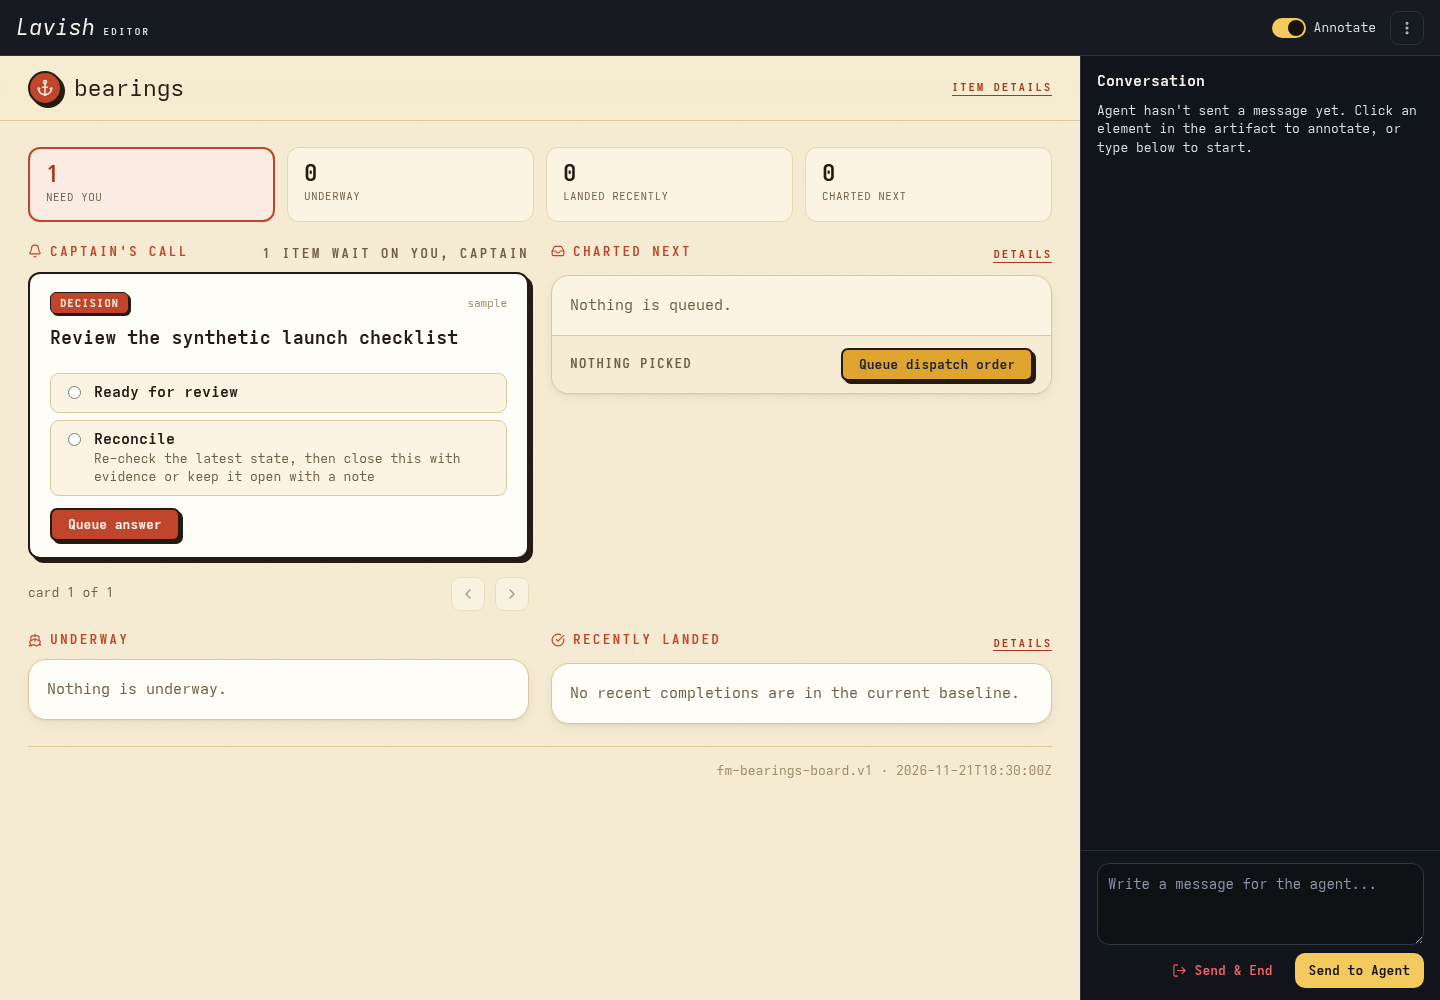 Lavish EDITOR
Annotate
bearings
ITEM DETAILS
1
NEED YOU
0
UNDERWAY
0
LANDED RECENTLY
0
CHARTED NEXT
CAPTAIN'S CALL
1 ITEM WAIT ON YOU, CAPTAIN
DECISION
sample
Review the synthetic launch checklist
Ready for review
Reconcile
Re-check the latest state, then close this with
evidence or keep it open with a note
Queue answer
card 1 of 1
CHARTED NEXT
DETAILS
Nothing is queued.
NOTHING PICKED
Queue dispatch order
UNDERWAY
Nothing is underway.
RECENTLY LANDED
DETAILS
No recent completions are in the current baseline.
fm-bearings-board.v1 · 2026-11-21T18:30:00Z
Conversation
Agent hasn't sent a message yet. Click an
element in the artifact to annotate, or
type below to start.
Write a message for the agent...
Send & End
Send to Agent